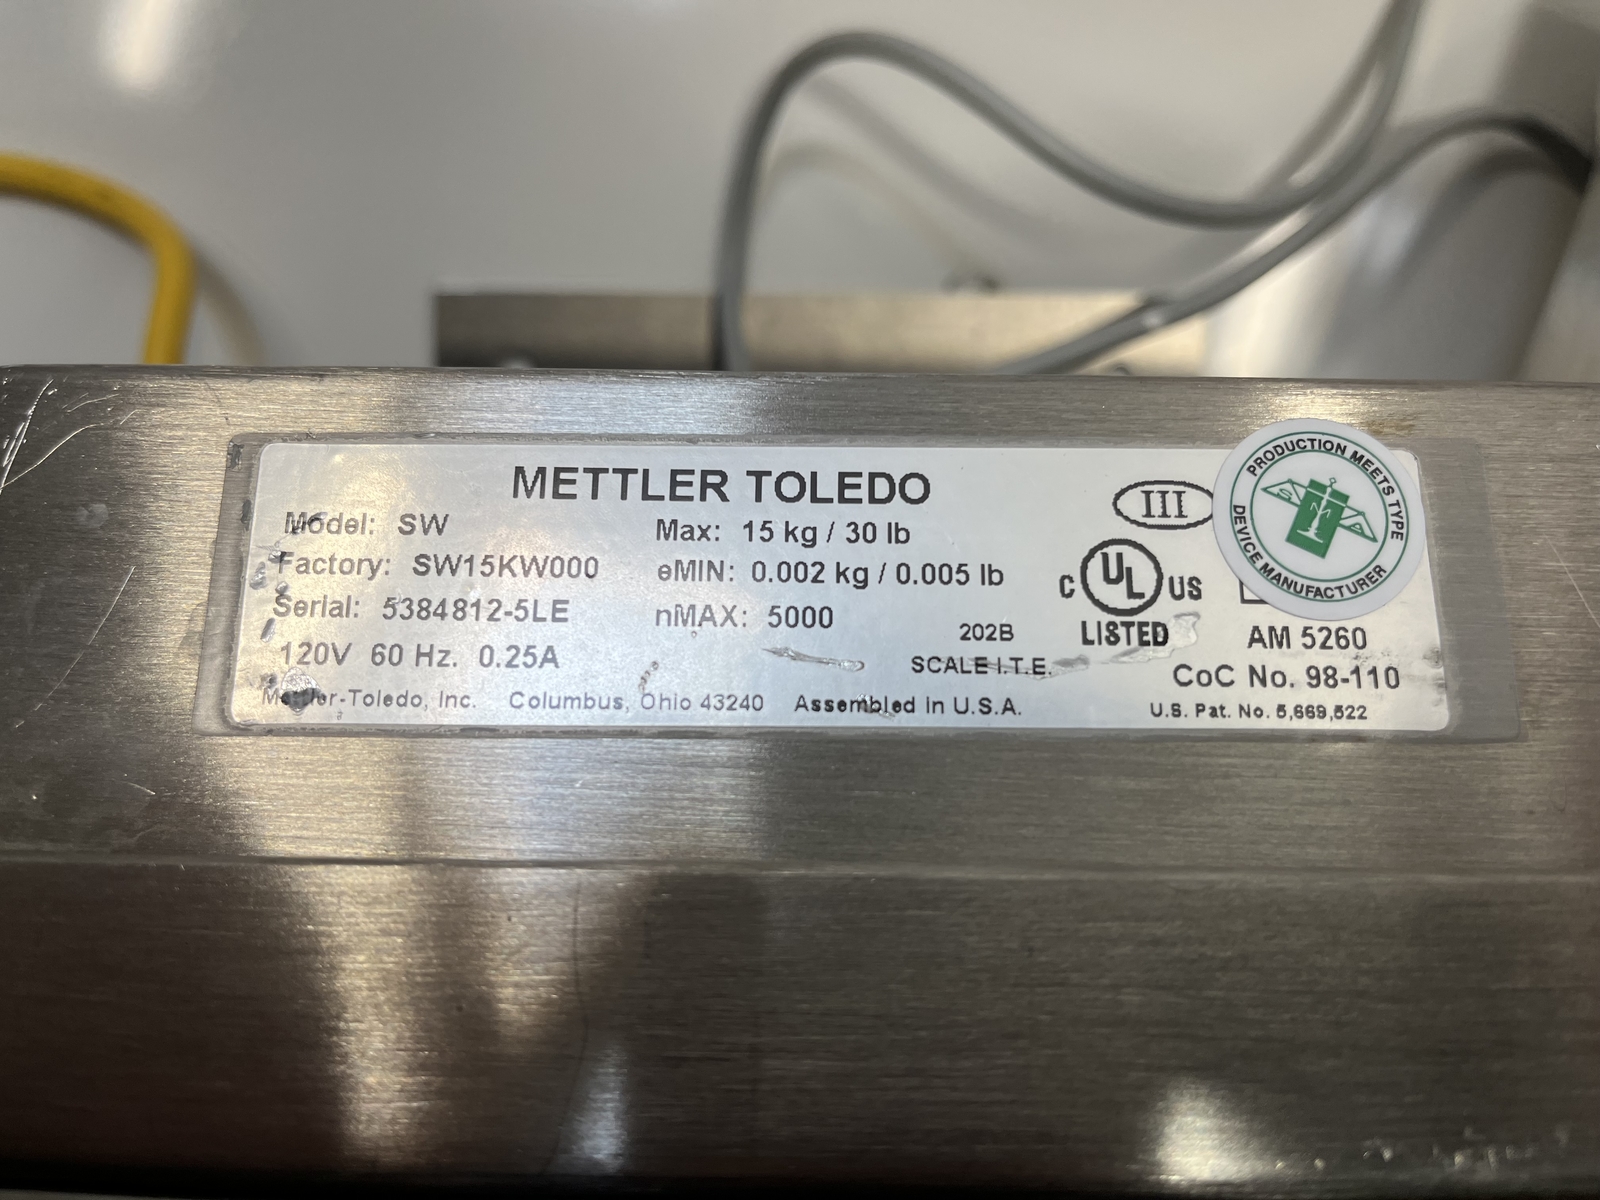 METTLER TOLEDO
Model: SW
Factory: SW15KW000
Serial: 5384812-5LE
120V 60 Hz. 0.25A
Max: 15 kg / 30 lb
eMIN: 0.002 kg / 0.005 lb
nMAX: 5000
202B
SCALE I.T.E.
III
C UL US
LISTED
PRODUCTION MEETS TYPE
DEVICE MANUFACTURER
AM 5260
CoC No. 98-110
Mettler-Toledo, Inc. Columbus, Ohio 43240 Assembled in U.S.A.
U.S. Pat. No. 5,669,522